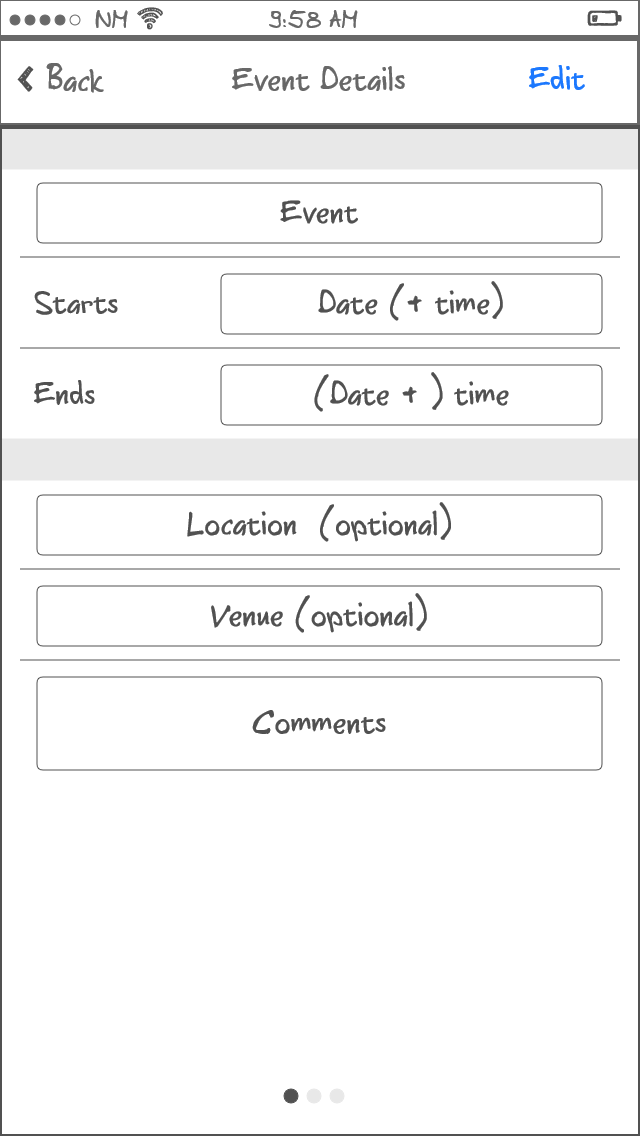 NM 9:58 AM
Back Event Details Edit
Event
Starts Date (+ time)
Ends (Date + ) time
Location (optional)
Venue (optional)
Comments